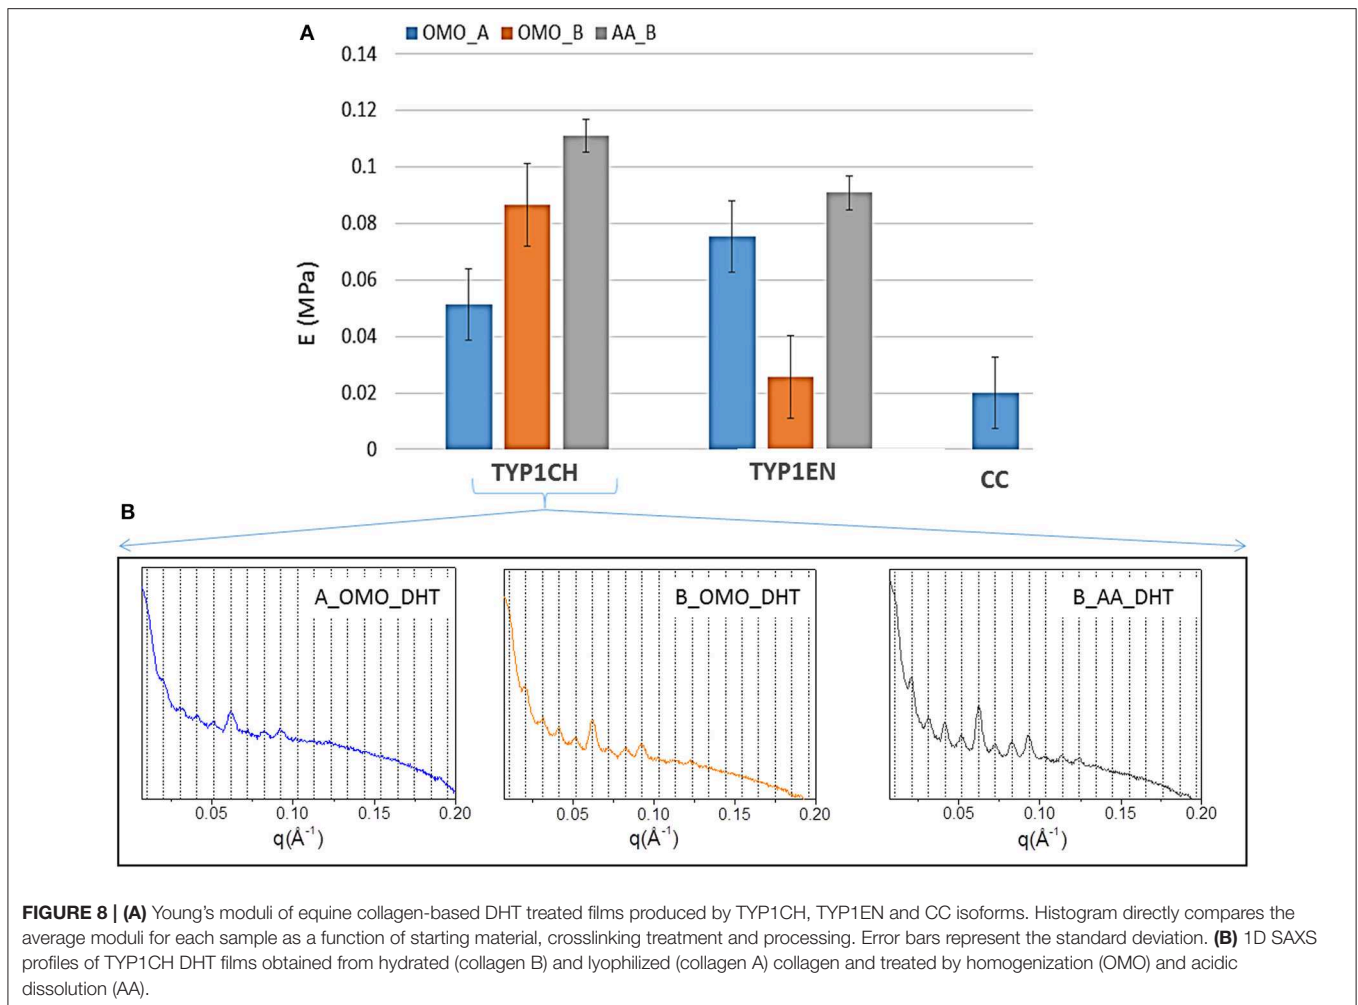 A
OMO_A OMO_B AA_B
0.14
0.12
0.1
0.08
0.06
0.04
0.02
0
E (MPa)
TYP1CH TYP1EN CC
B
A_OMO_DHT B_OMO_DHT B_AA_DHT
0.05 0.10 0.15 0.20 0.05 0.10 0.15 0.20 0.05 0.10 0.15 0.20
q(Å⁻¹) q(Å⁻¹) q(Å⁻¹)
FIGURE 8 | (A) Young's moduli of equine collagen-based DHT treated films produced by TYP1CH, TYP1EN and CC isoforms. Histogram directly compares the
average moduli for each sample as a function of starting material, crosslinking treatment and processing. Error bars represent the standard deviation. (B) 1D SAXS
profiles of TYP1CH DHT films obtained from hydrated (collagen B) and lyophilized (collagen A) collagen and treated by homogenization (OMO) and acidic
dissolution (AA).